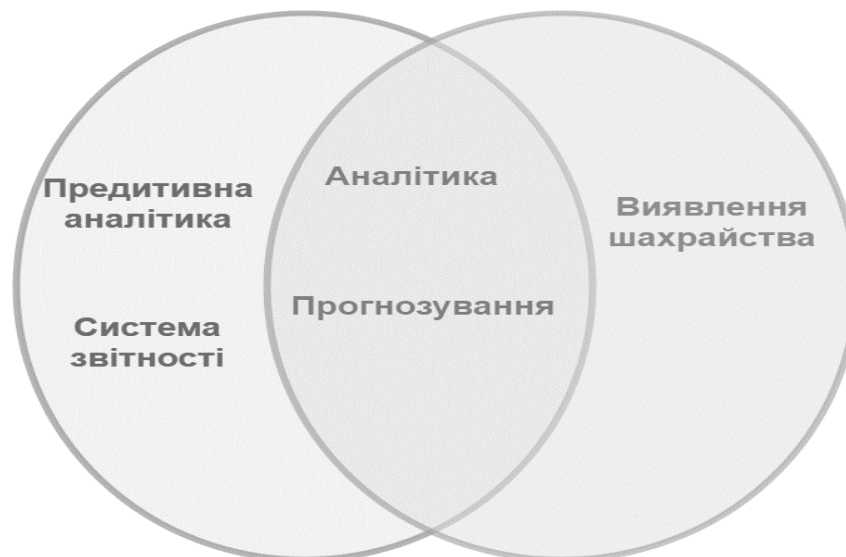 Предитивна
аналітика
Система
звітності
Аналітика
Прогнозування
Виявлення
шахрайства